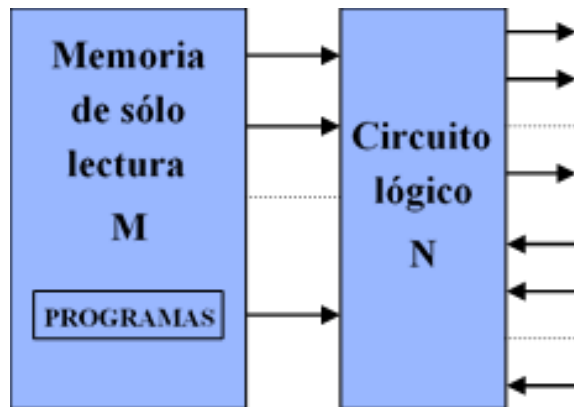 Memoria
de sólo
lectura
M
PROGRAMAS
Circuito
lógico
N